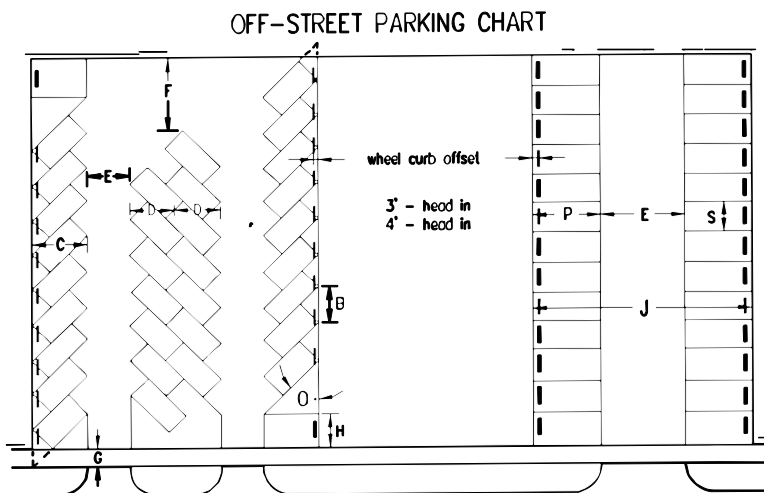 OFF-STREET PARKING CHART
F
wheel curb offset
E
D
D
3' - head in
4' - head in
P
E
S
C
B
J
O
H
G